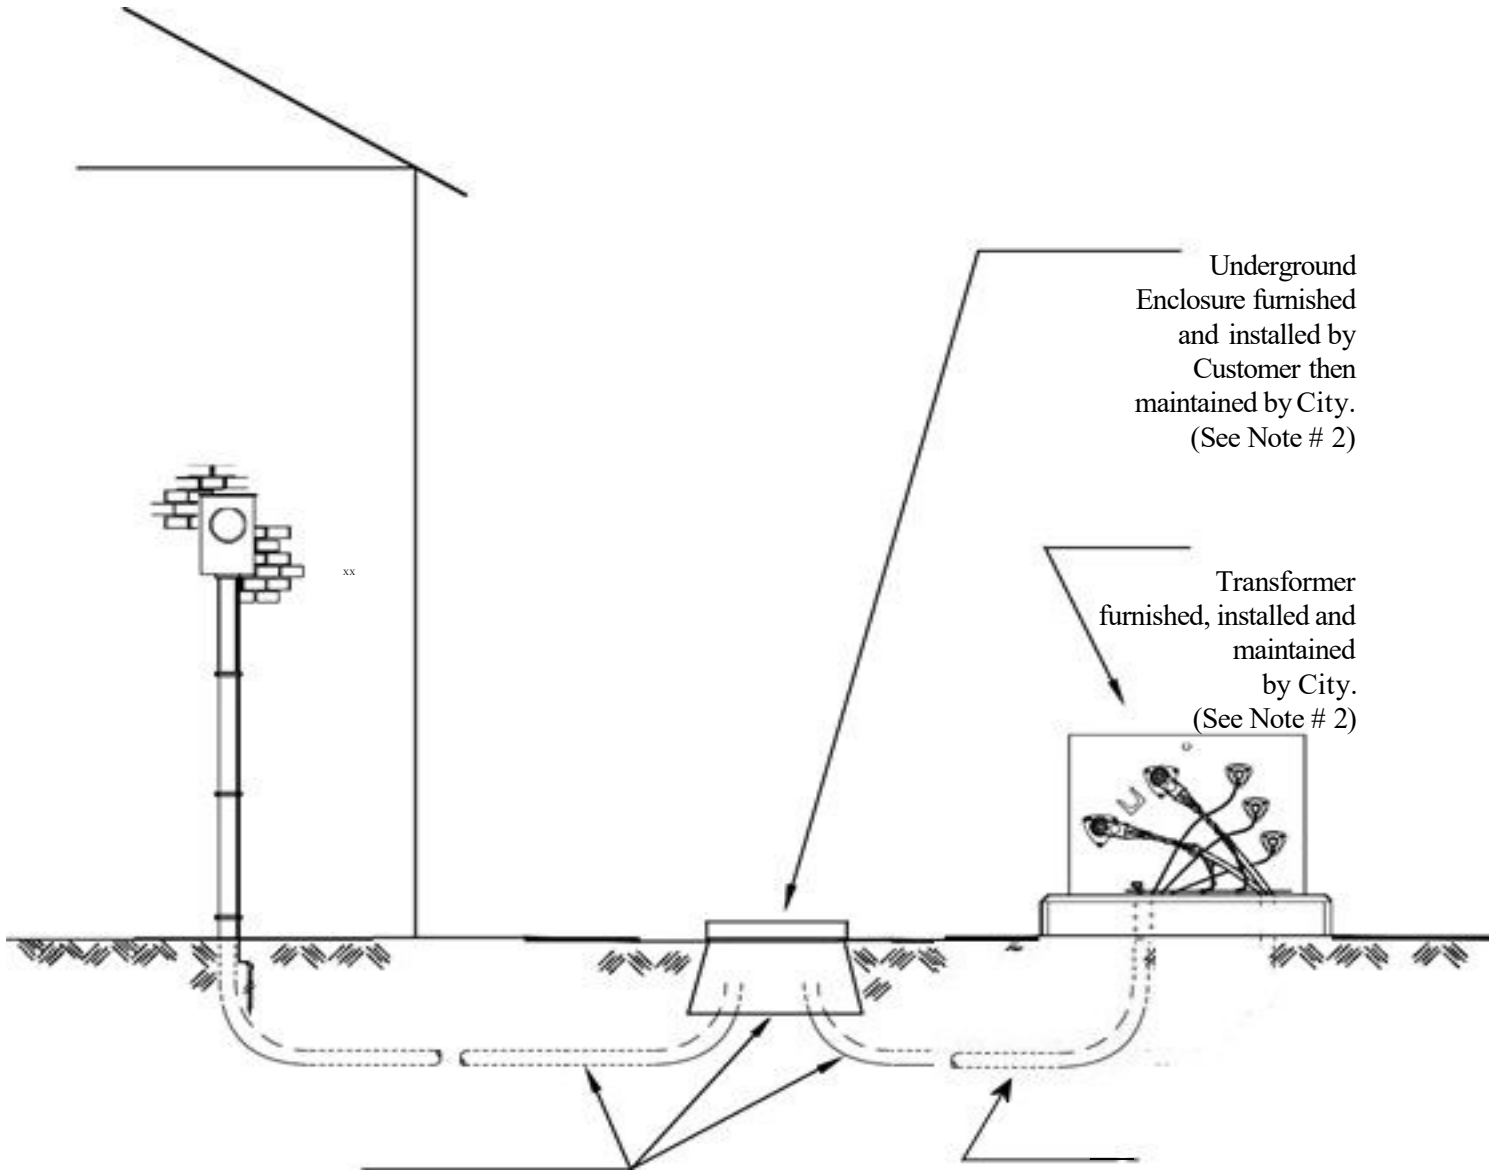 Underground
Enclosure furnished
and installed by
Customer then
maintained by City.
(See Note # 2)
xx
Transformer
furnished, installed and
maintained
by City.
(See Note # 2)